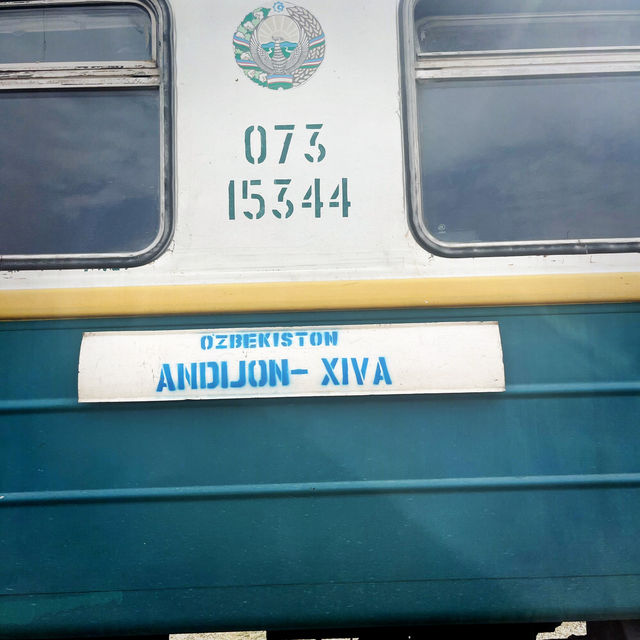 073
15344
OZBEKISTON
ANDIJON- XIVA